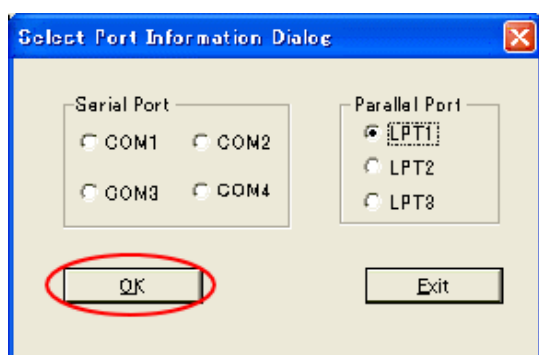 Select Port Information Dialog
Serial Port
COM1 COM2
COM3 COM4
Parallel Port
LPT1
LPT2
LPT3
OK Exit